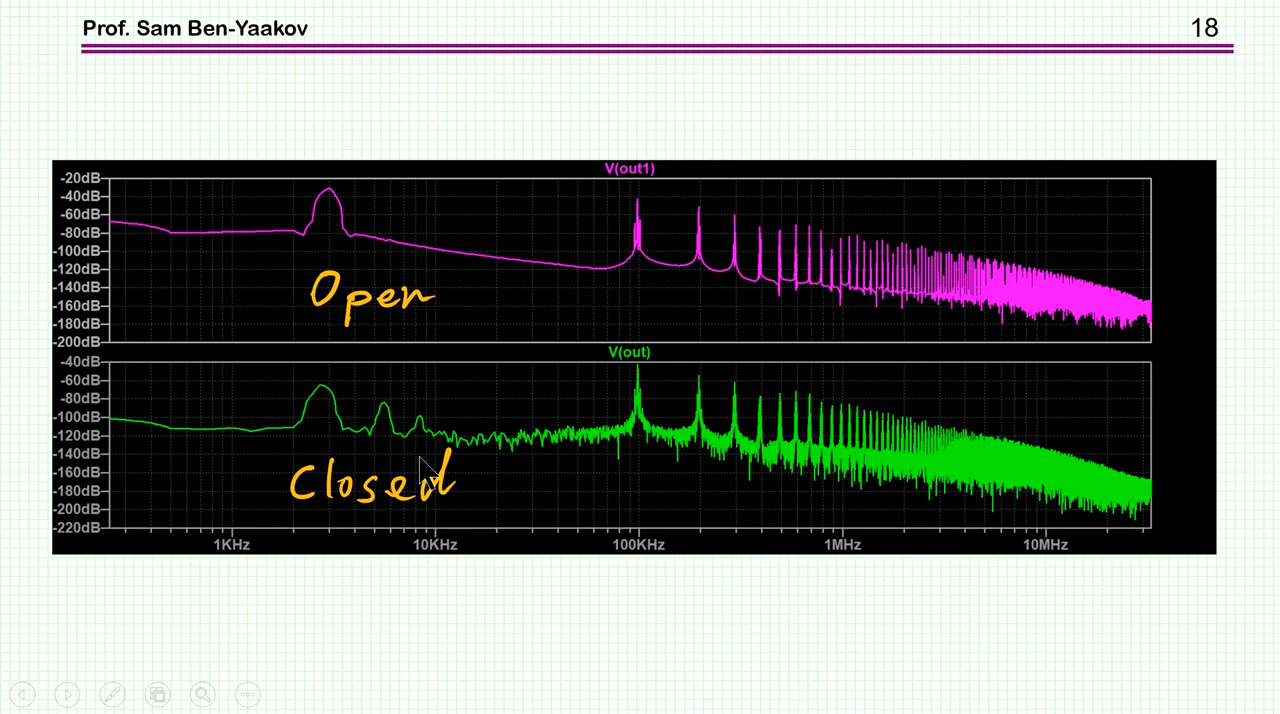 Prof. Sam Ben-Yaakov
18
V(out1)
-20dB
-40dB
-60dB
-80dB
-100dB
-120dB
-140dB
-160dB
-180dB
-200dB
Open
V(out)
-40dB
-60dB
-80dB
-100dB
-120dB
-140dB
-160dB
-180dB
-200dB
-220dB
Closed
1KHz 10KHz 100KHz 1MHz 10MHz